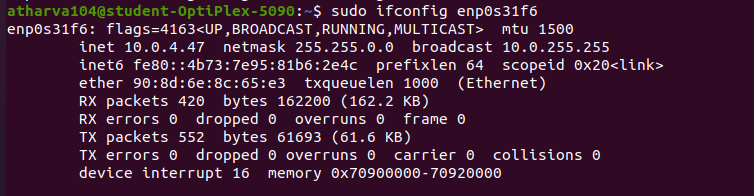 atharva104@student-OptiPlex-5090:~$ sudo ifconfig enp0s31f6
enp0s31f6: flags=4163<UP,BROADCAST,RUNNING,MULTICAST>  mtu 1500
        inet 10.0.4.47  netmask 255.255.0.0  broadcast 10.0.255.255
        inet6 fe80::4b73:7e95:81b6:2e4c  prefixlen 64  scopeid 0x20<link>
        ether 90:8d:6e:8c:65:e3  txqueuelen 1000  (Ethernet)
        RX packets 420  bytes 162200 (162.2 KB)
        RX errors 0  dropped 0  overruns 0  frame 0
        TX packets 552  bytes 61693 (61.6 KB)
        TX errors 0  dropped 0 overruns 0  carrier 0  collisions 0
        device interrupt 16  memory 0x70900000-70920000